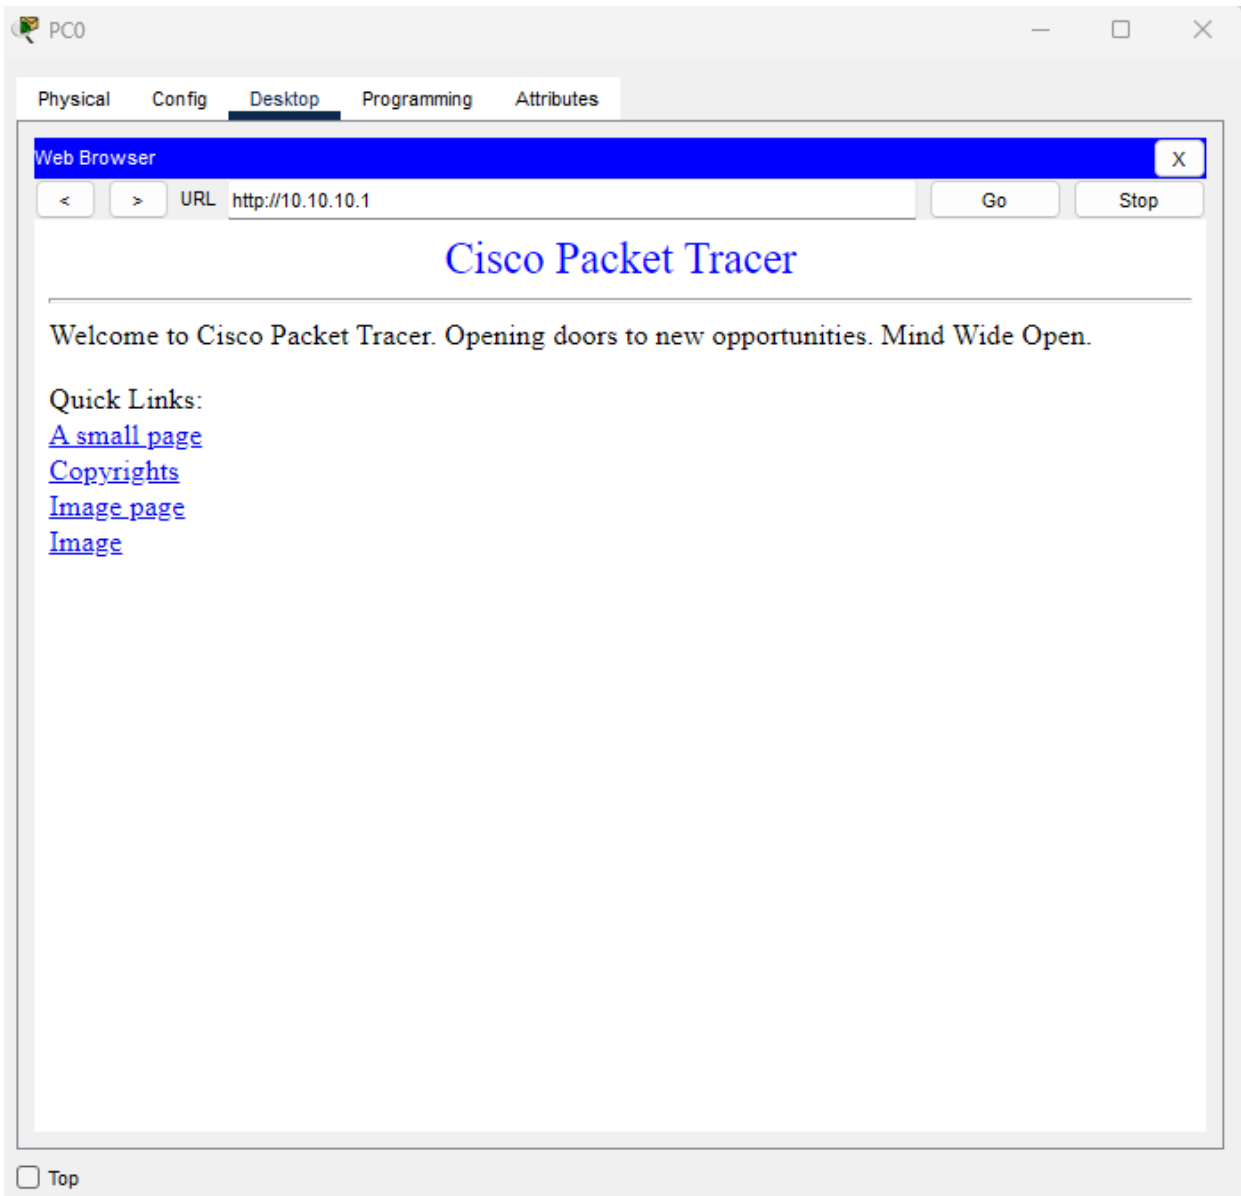 PC0
Physical Config Desktop Programming Attributes
Web Browser X
< > URL http://10.10.10.1 Go Stop
Cisco Packet Tracer
Welcome to Cisco Packet Tracer. Opening doors to new opportunities. Mind Wide Open.
Quick Links:
A small page
Copyrights
Image page
Image
Top